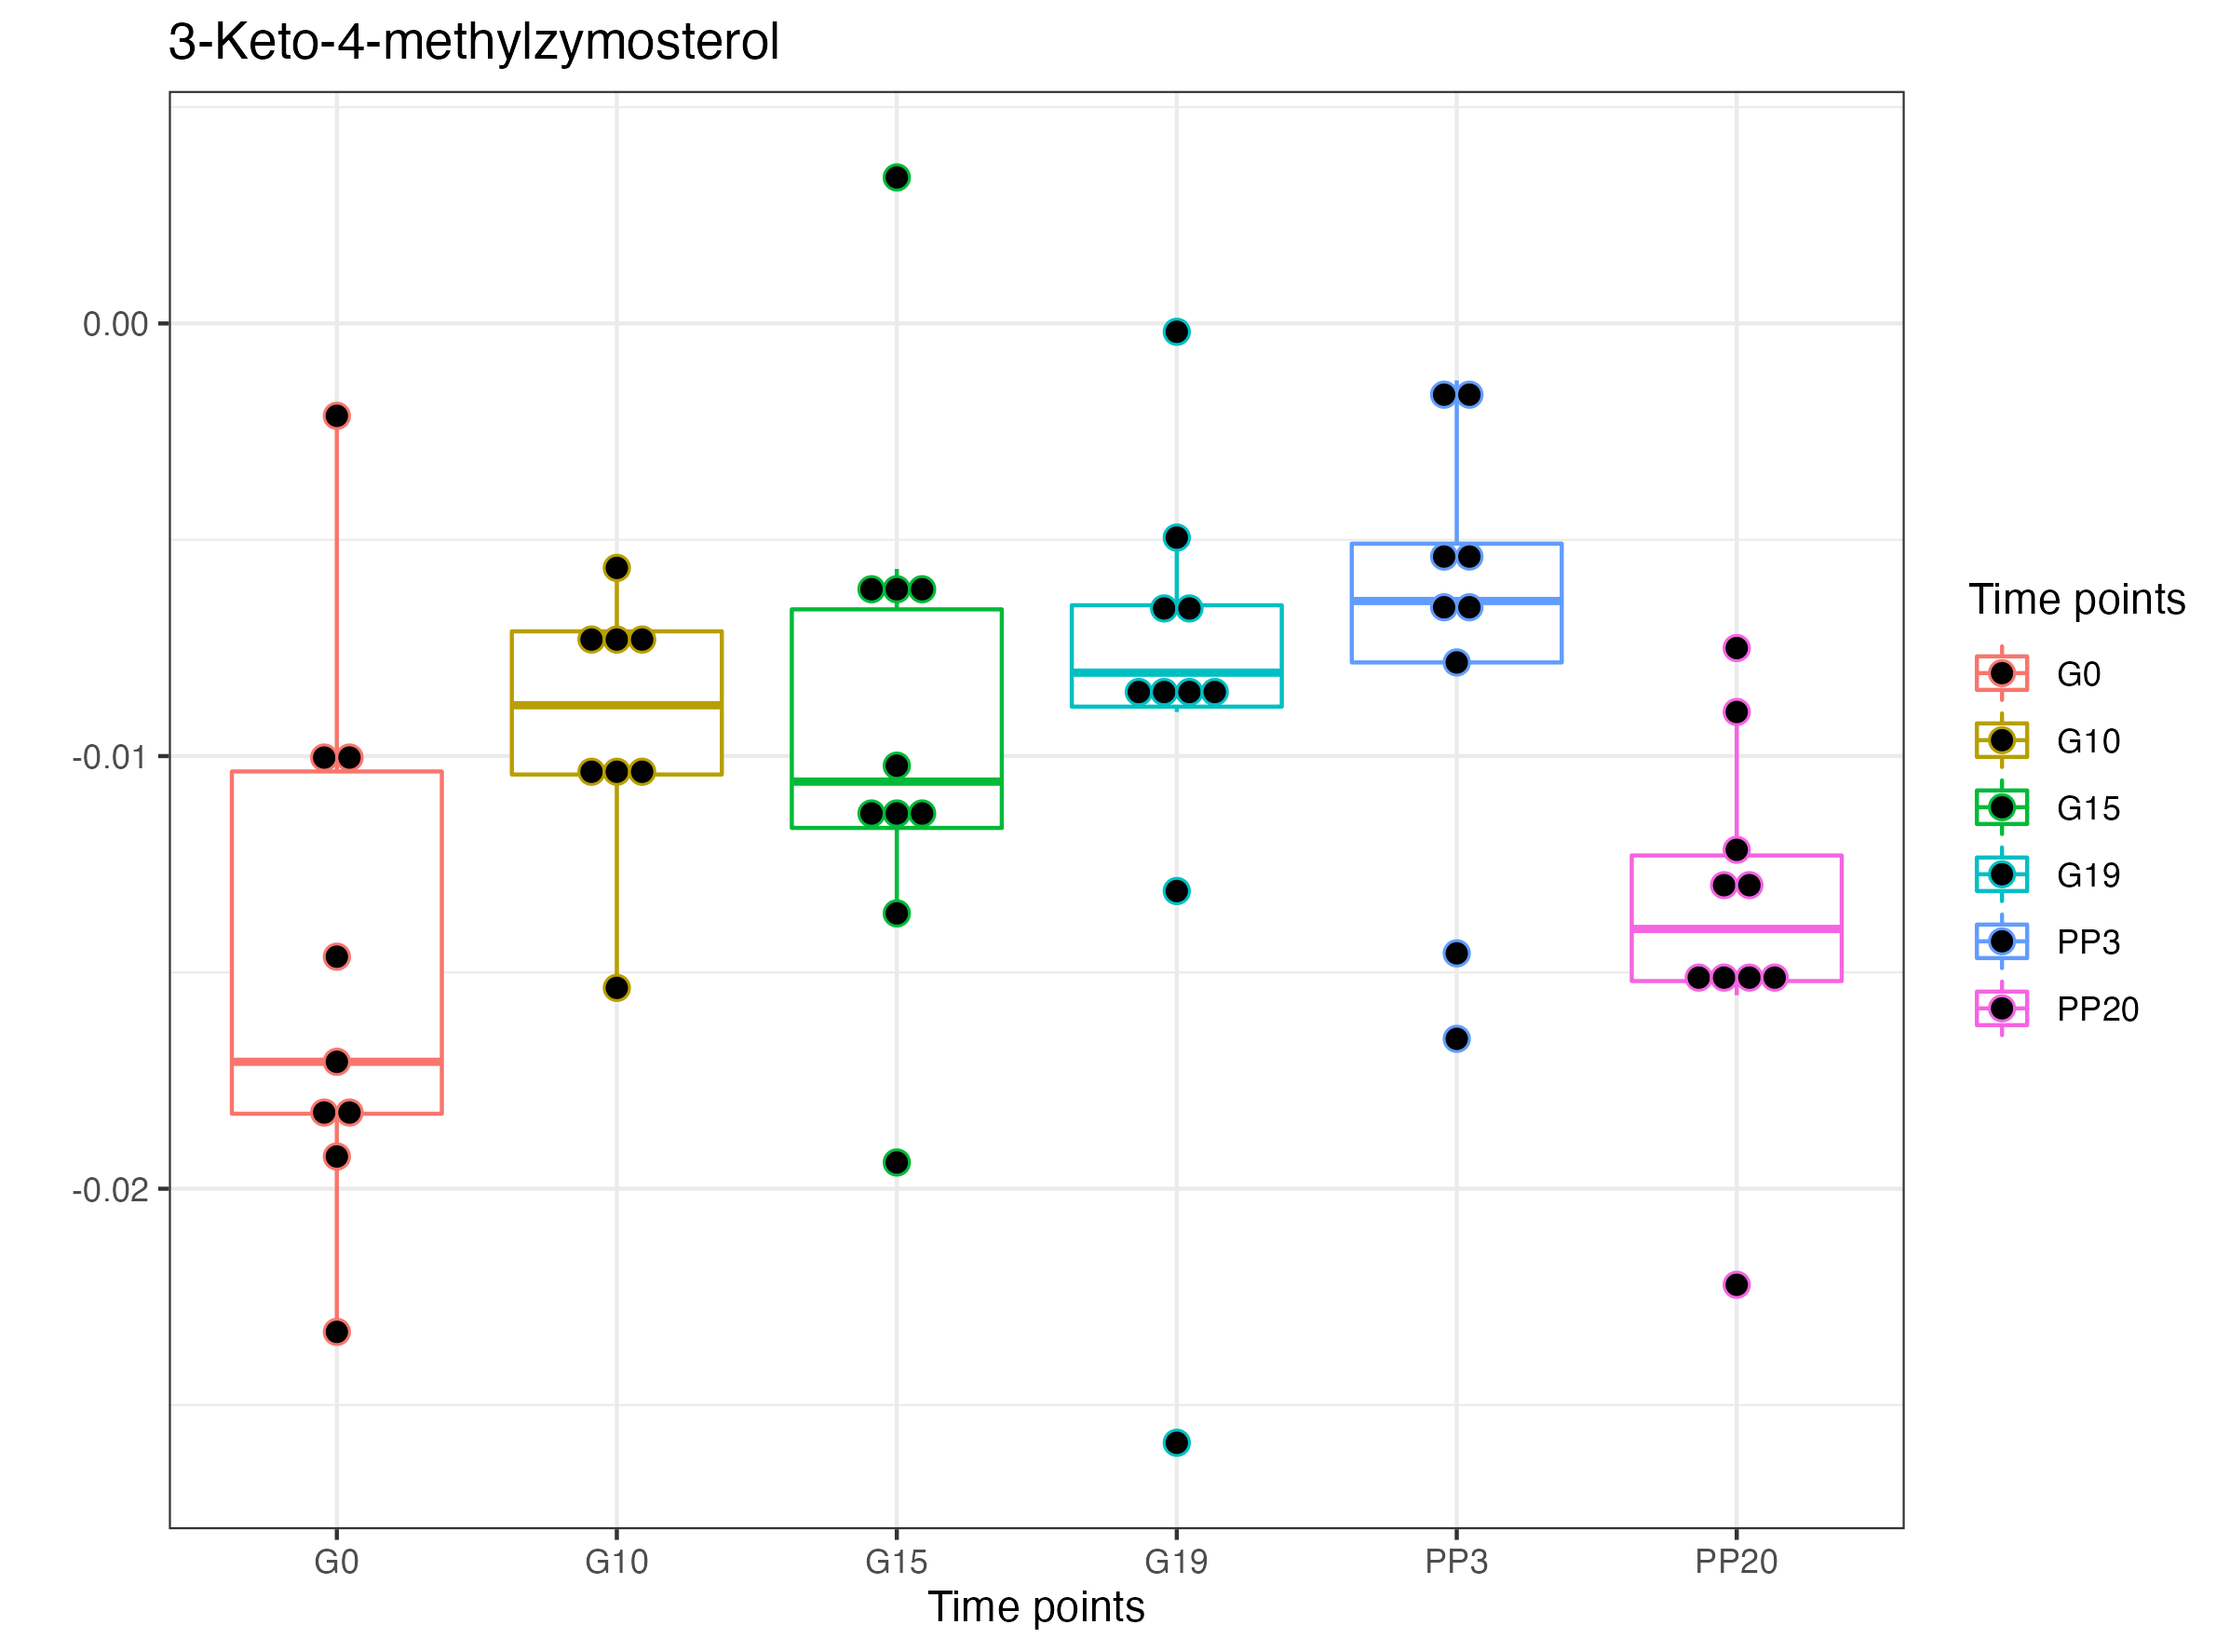 3-Keto-4-methylzymosterol
0.00
-0.01
-0.02
G0 G10 G15 G19 PP3 PP20
Time points
Time points
G0
G10
G15
G19
PP3
PP20